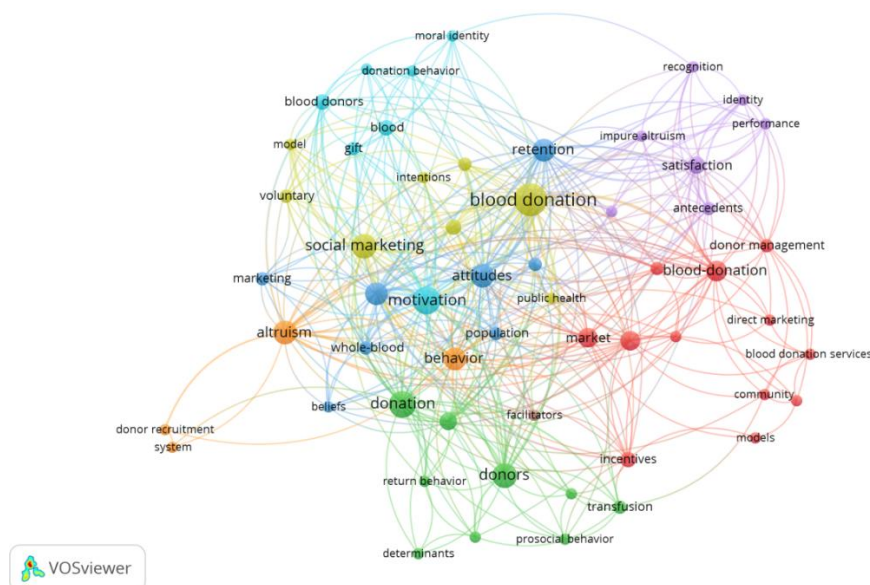 moral identity
recognition
donation behavior
identity
blood donors
performance
blood
impure altruism
model
gift
retention
satisfaction
intentions
voluntary
blood donation
antecedents
social marketing
donor management
blood-donation
marketing
attitudes
motivation
public health
direct marketing
altruism
population
market
whole-blood
behavior
blood donation services
community
beliefs
donation
facilitators
donor recruitment
models
system
incentives
return behavior
donors
transfusion
prosocial behavior
determinants
VOSviewer